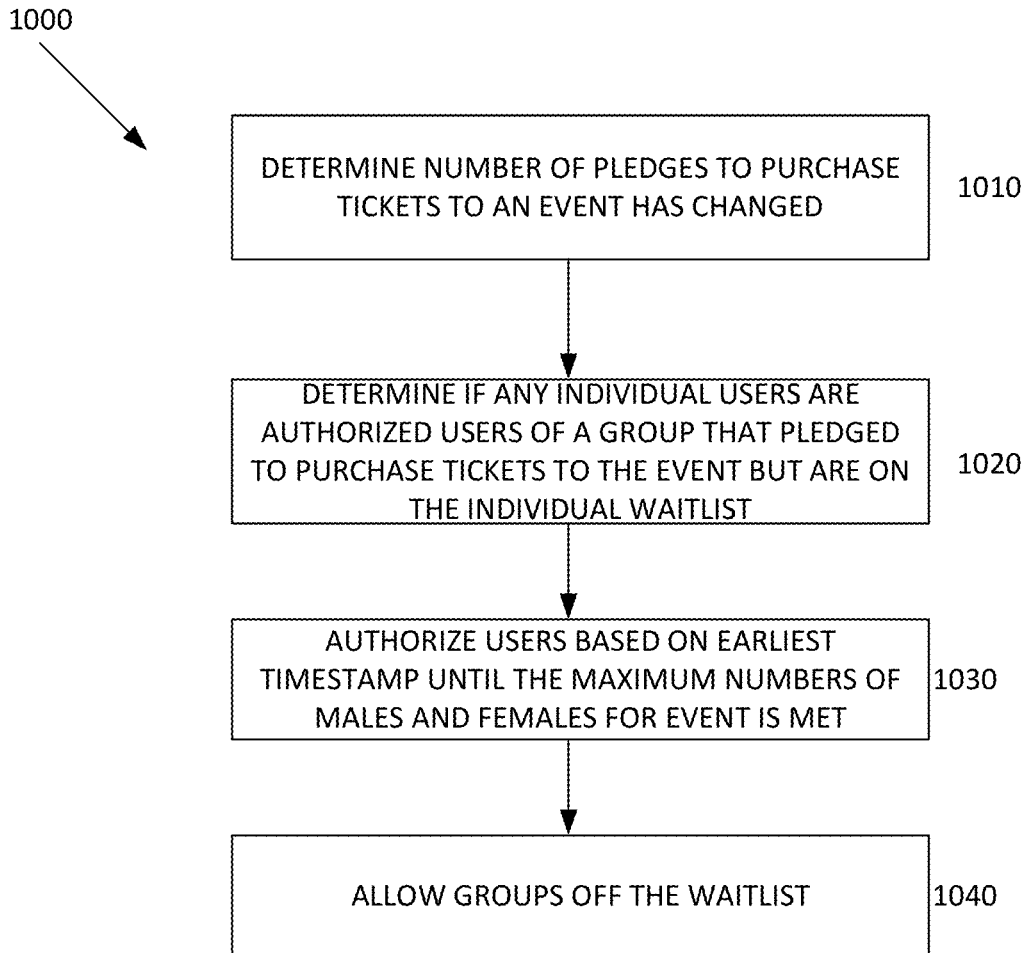 1000
DETERMINE NUMBER OF PLEDGES TO PURCHASE
TICKETS TO AN EVENT HAS CHANGED
1010
DETERMINE IF ANY INDIVIDUAL USERS ARE
AUTHORIZED USERS OF A GROUP THAT PLEDGED
TO PURCHASE TICKETS TO THE EVENT BUT ARE ON
THE INDIVIDUAL WAITLIST
1020
AUTHORIZE USERS BASED ON EARLIEST
TIMESTAMP UNTIL THE MAXIMUM NUMBERS OF
MALES AND FEMALES FOR EVENT IS MET
1030
ALLOW GROUPS OFF THE WAITLIST
1040